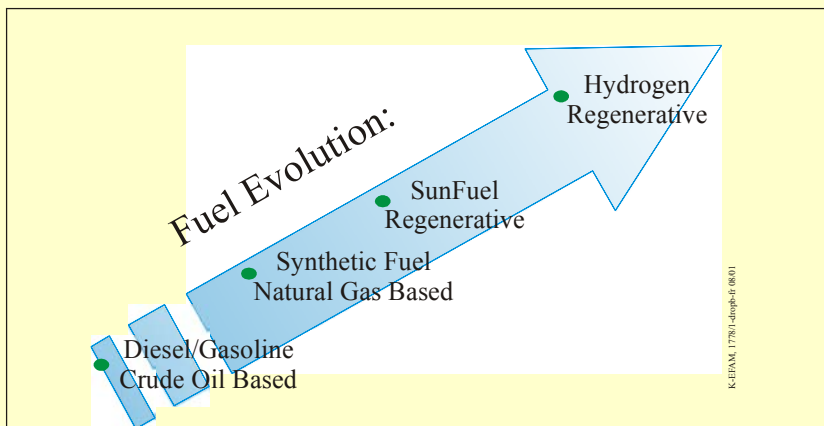 Fuel Evolution:
Hydrogen
Regenerative
SunFuel
Regenerative
Synthetic Fuel
Natural Gas Based
Diesel/Gasoline
Crude Oil Based
K-EFAM, 1778/1-dropb-fr 08/01